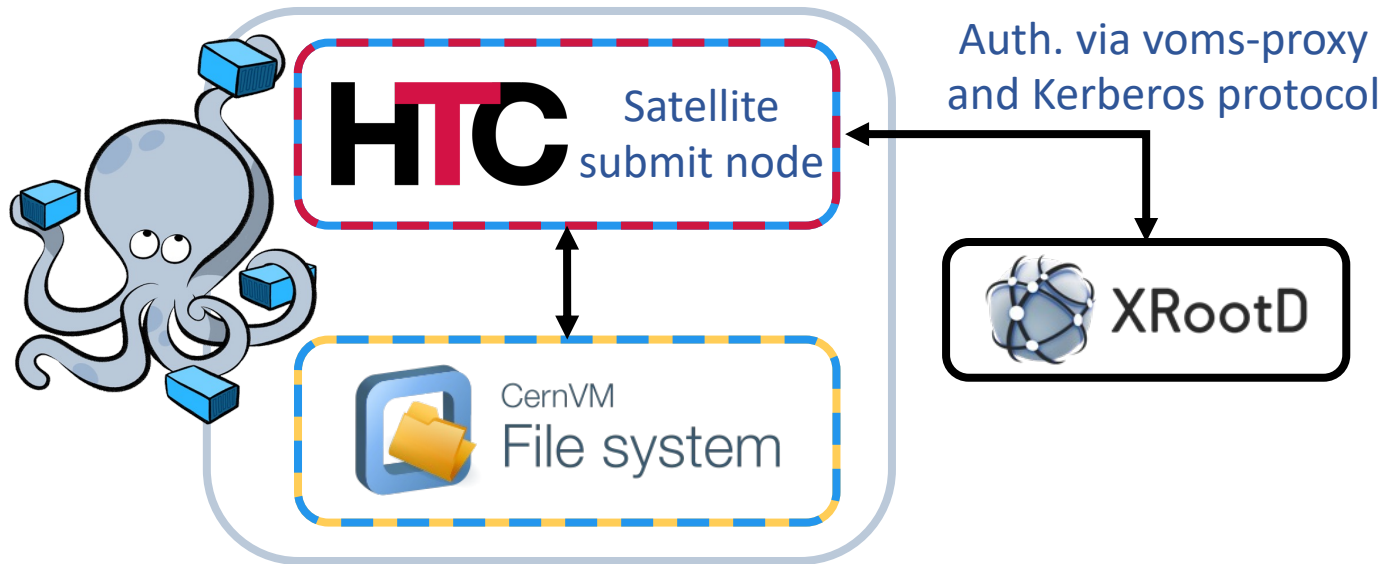 Auth. via voms-proxy
and Kerberos protocol
HTC
Satellite
submit node
XRootD
CernVM
File system